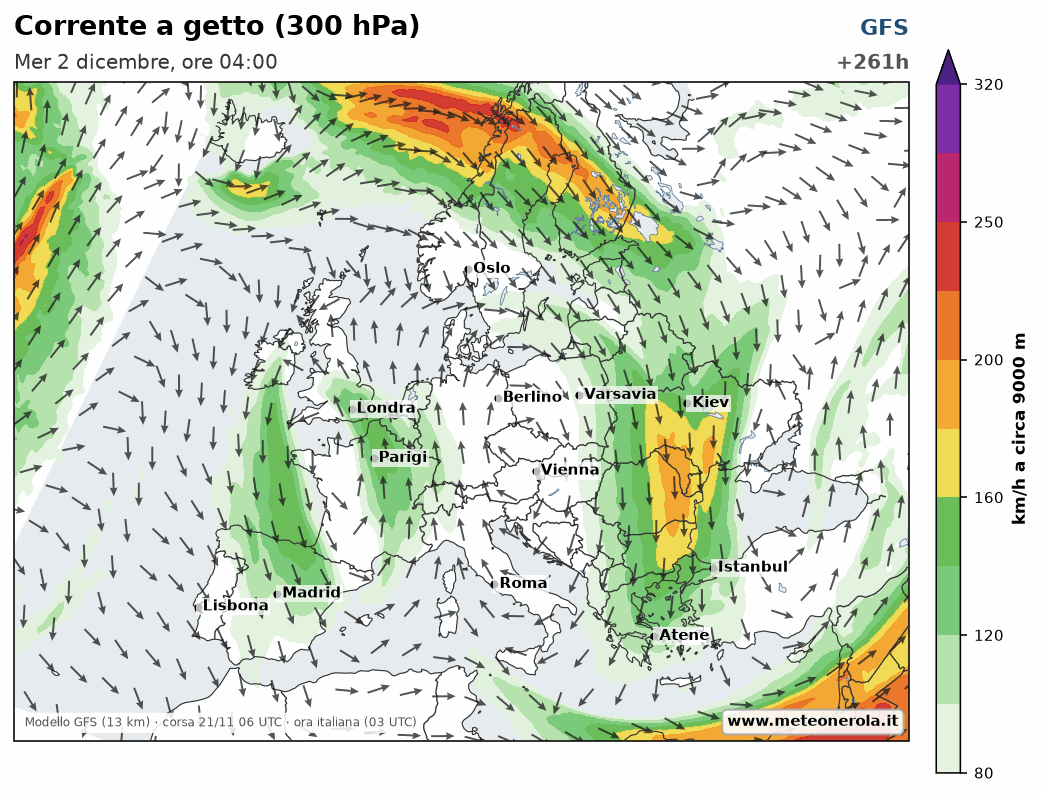 Corrente a getto (300 hPa)
GFS
Mer 2 dicembre, ore 04:00
+261h
320
250
200
160
120
80
km/h a circa 9000 m
Oslo
Berlino
Varsavia
Kiev
Londra
Parigi
Vienna
Istanbul
Roma
Madrid
Lisbona
Atene
Modello GFS (13 km) · corsa 21/11 06 UTC · ora italiana (03 UTC)
www.meteonerola.it